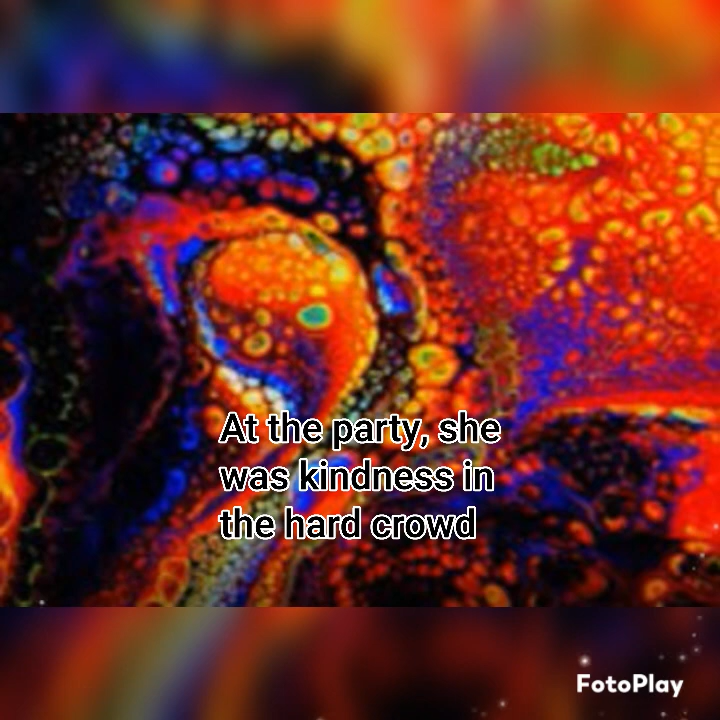 At the party, she
was kindness in
the hard crowd
FotoPlay